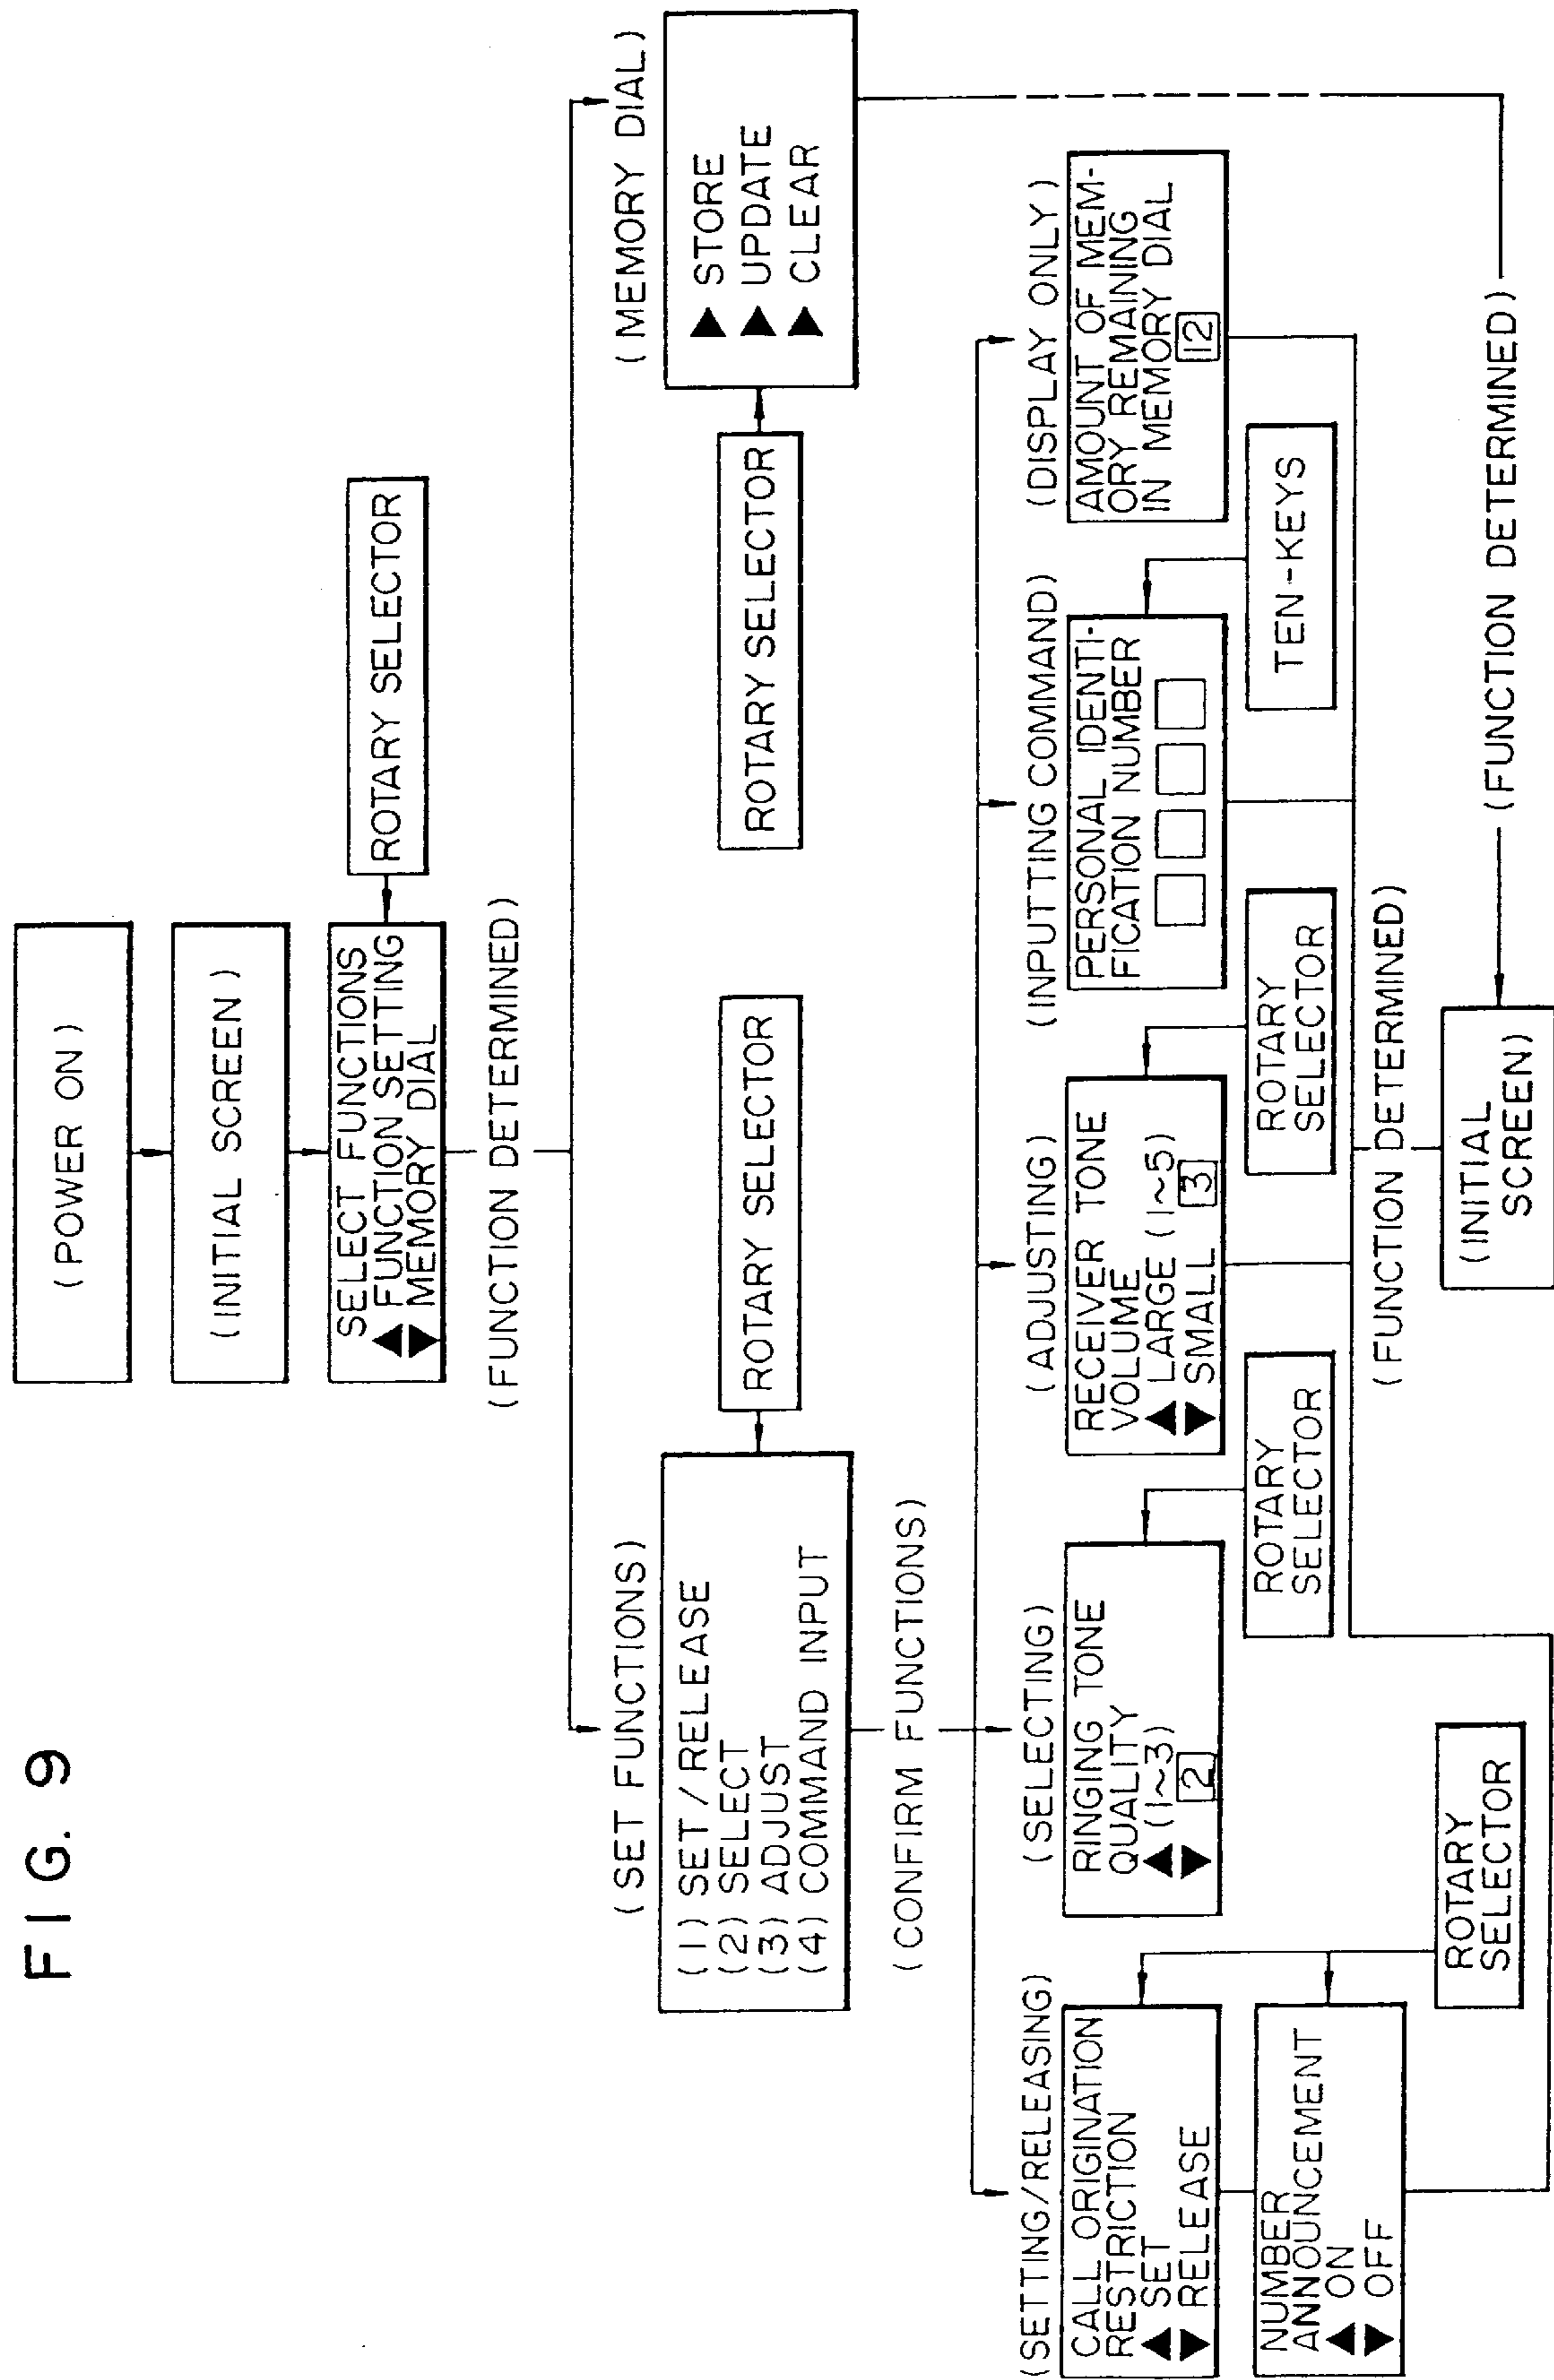 FIG. 9
(POWER ON)
(INITIAL SCREEN)
SELECT FUNCTIONS
▲ FUNCTION SETTING
▼ MEMORY DIAL
ROTARY SELECTOR
(FUNCTION DETERMINED)
(SET FUNCTIONS)
(1) SET/RELEASE
(2) SELECT
(3) ADJUST
(4) COMMAND INPUT
ROTARY SELECTOR
(MEMORY DIAL)
▶ STORE
▶ UPDATE
▶ CLEAR
ROTARY SELECTOR
(CONFIRM FUNCTIONS)
(SETTING/RELEASING)
CALL ORIGINATION
RESTRICTION
▲ SET
▼ RELEASE
NUMBER
ANNOUNCEMENT
▲ ON
▼ OFF
ROTARY
SELECTOR
(SELECTING)
RINGING TONE
QUALITY
▲ (1~3)
▼ 2
ROTARY
SELECTOR
(ADJUSTING)
RECEIVER TONE
VOLUME
▲ LARGE (1~5)
▼ SMALL 3
ROTARY
SELECTOR
(INPUTTING COMMAND)
PERSONAL IDENTI-
FICATION NUMBER
TEN-KEYS
(DISPLAY ONLY)
AMOUNT OF MEM-
ORY REMAINING
IN MEMORY DIAL
12
(FUNCTION DETERMINED)
(FUNCTION DETERMINED)
(INITIAL
SCREEN)